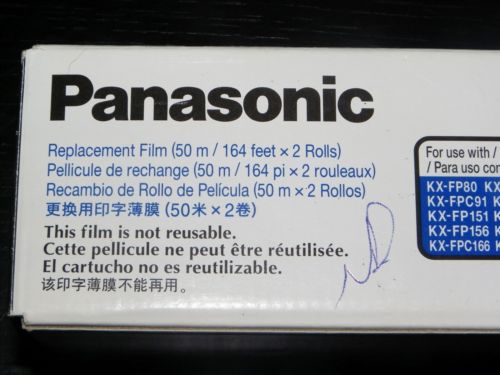 Panasonic
Replacement Film (50 m / 164 feet × 2 Rolls)
Pellicule de rechange (50 m / 164 pi × 2 rouleaux)
Recambio de Rollo de Película (50 m × 2 Rollos)
更換用印字薄膜 (50米 × 2卷)
This film is not reusable.
Cette pellicule ne peut être réutilisée.
El cartucho no es reutilizable.
该印字薄膜不能再用。
For use with /
/ Para uso con
KX-FP80 KX
KX-FPC91 K
KX-FP151 K
KX-FP156 K
KX-FPC166 K